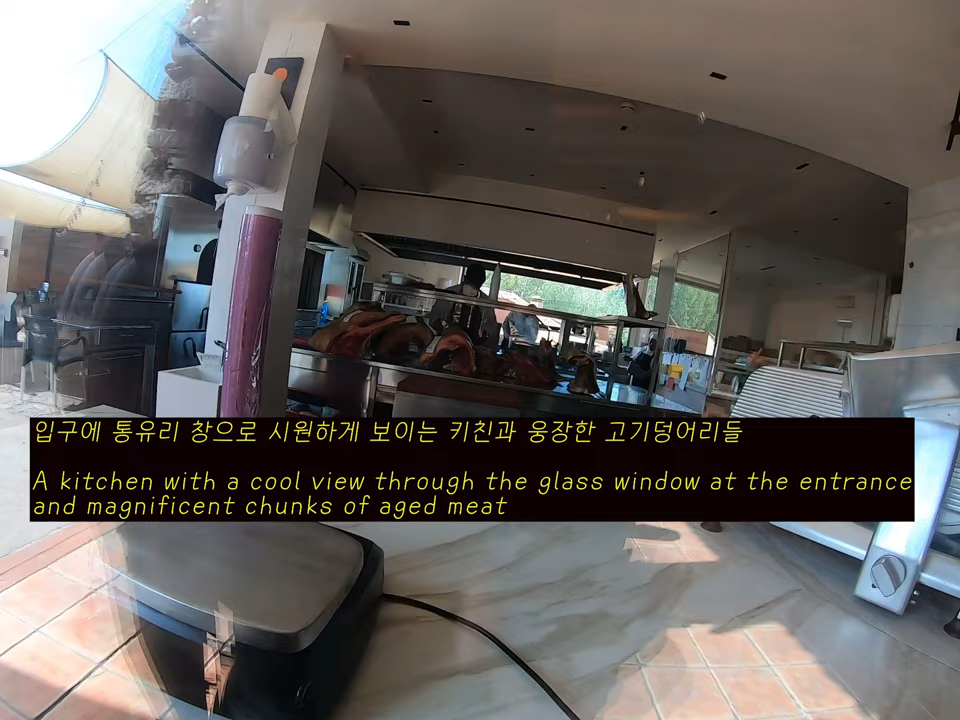 입구에 통유리 창으로 시원하게 보이는 키친과 웅장한 고기덩어리들
A kitchen with a cool view through the glass window at the entrance
and magnificent chunks of aged meat